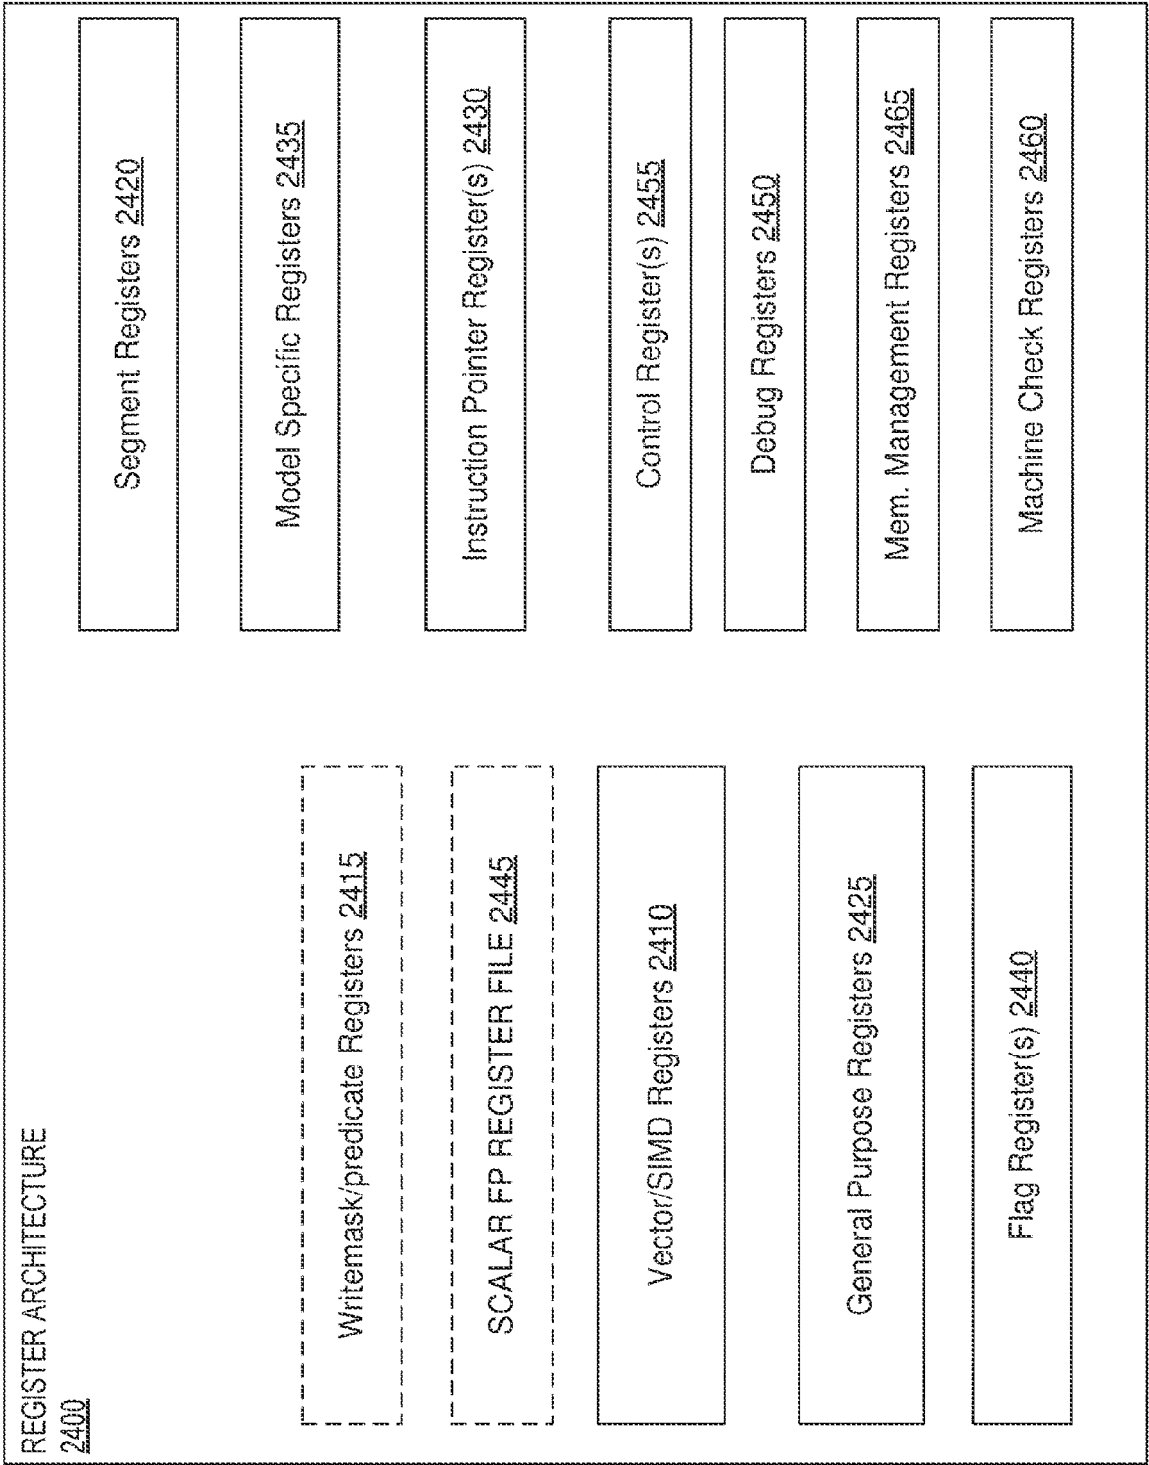 REGISTER ARCHITECTURE
2400
Writemask/predicate Registers 2415
SCALAR FP REGISTER FILE 2445
Vector/SIMD Registers 2410
General Purpose Registers 2425
Flag Register(s) 2440
Segment Registers 2420
Model Specific Registers 2435
Instruction Pointer Register(s) 2430
Control Register(s) 2455
Debug Registers 2450
Mem. Management Registers 2465
Machine Check Registers 2460